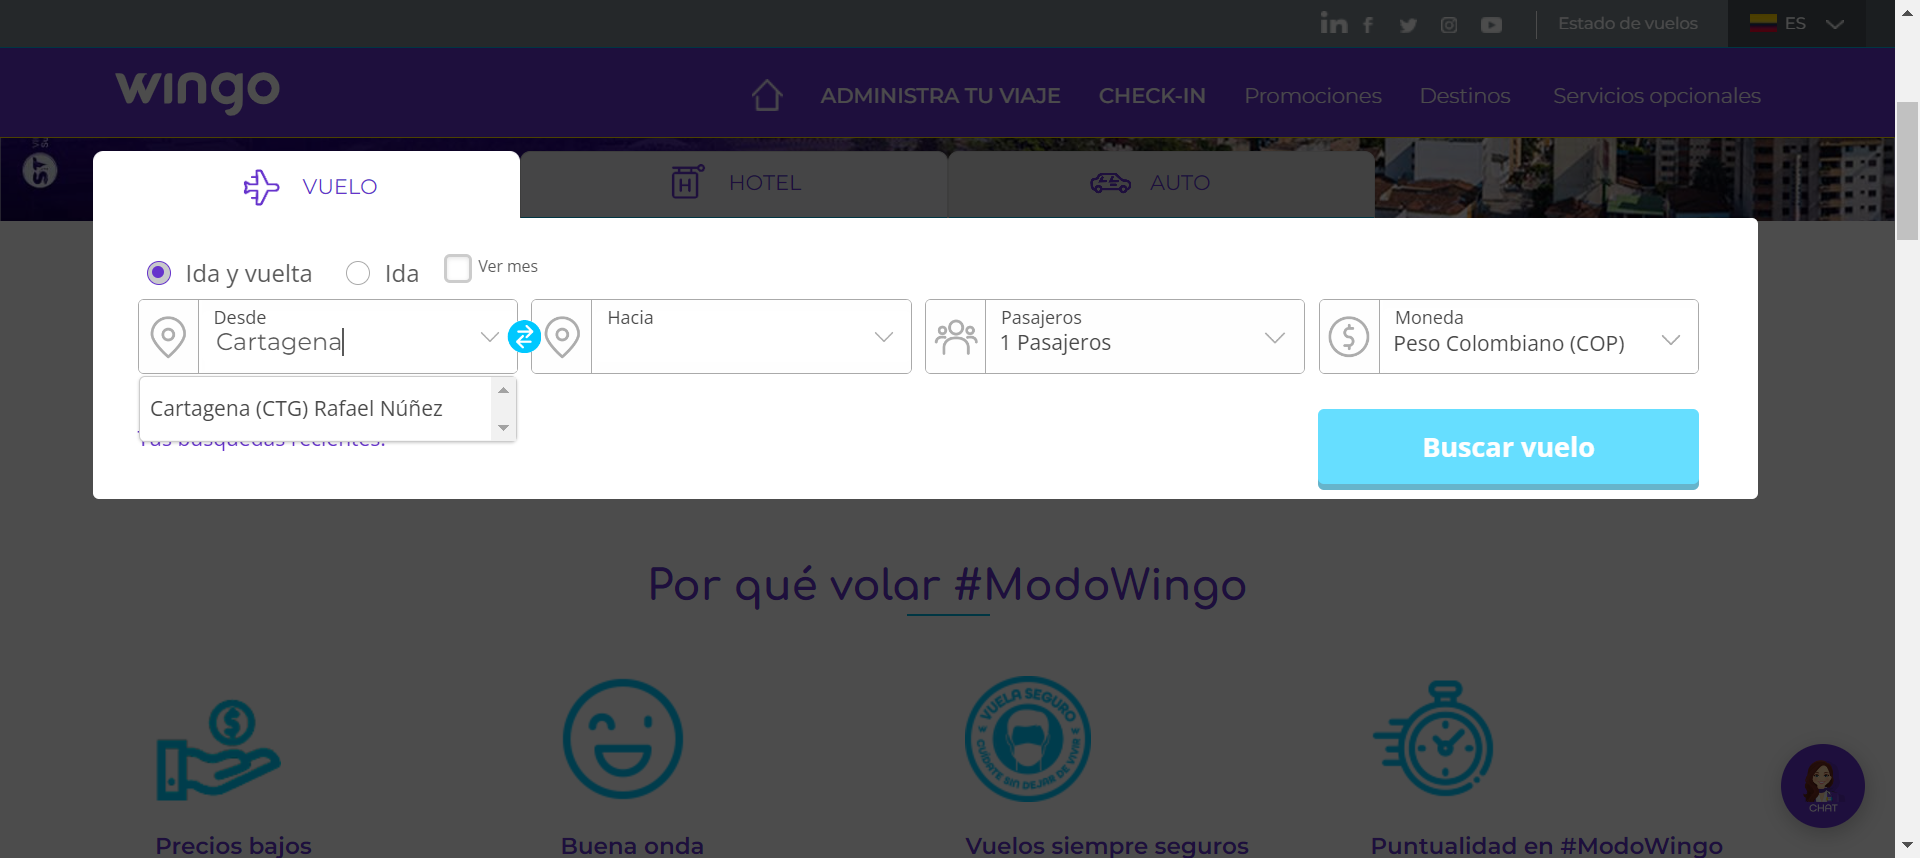 Estado de vuelos
ES
wingo
ADMINISTRA TU VIAJE
CHECK-IN
Promociones
Destinos
Servicios opcionales
VUELO
HOTEL
AUTO
Ida y vuelta
Ida
Ver mes
Desde
Cartagena
Hacia
Pasajeros
1 Pasajeros
Moneda
Peso Colombiano (COP)
Cartagena (CTG) Rafael Núñez
Tus búsquedas recientes:
Buscar vuelo
Por qué volar #ModoWingo
VUELA SEGURO
CUÍDATE SIN DEJAR DE VIVIR
CHAT
Precios bajos
Buena onda
Vuelos siempre seguros
Puntualidad en #ModoWingo